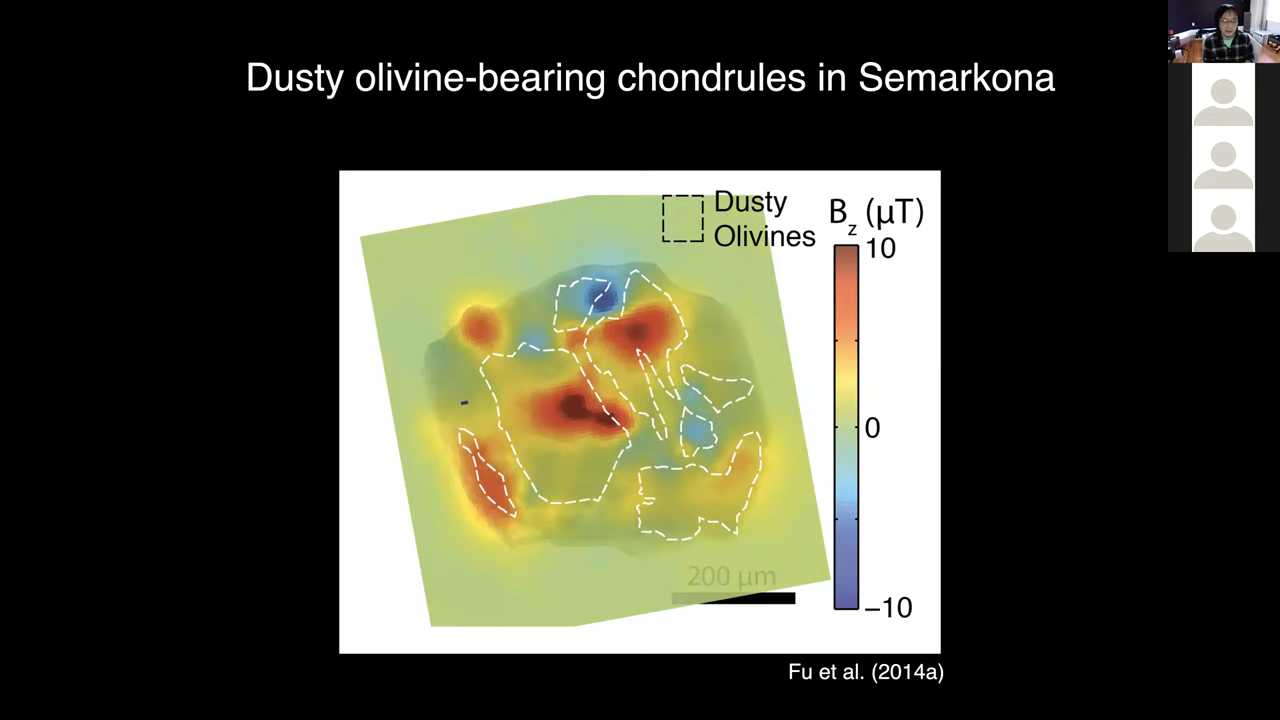 Dusty olivine-bearing chondrules in Semarkona
Dusty
Olivines
Bz (μT)
10
0
–10
200 μm
Fu et al. (2014a)